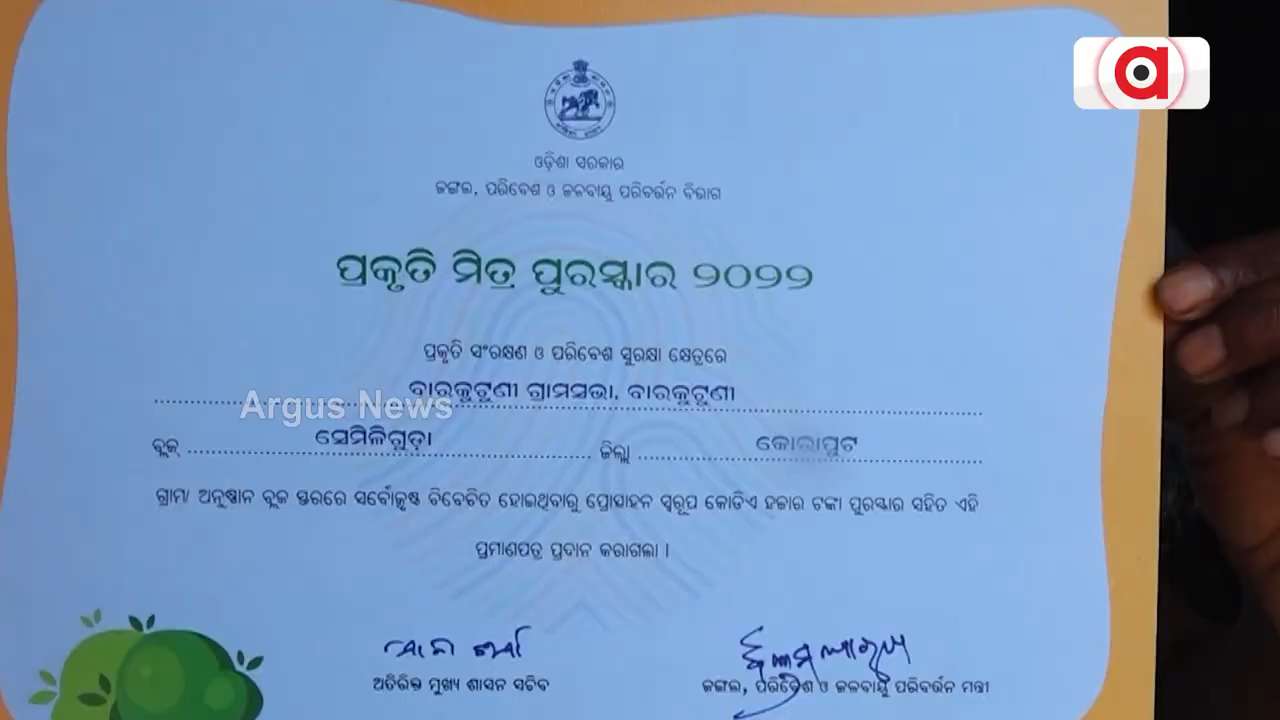 ଓଡ଼ିଶା ସରକାର
ଜଙ୍ଗଲ, ପରିବେଶ ଓ ଜଳବାୟୁ ପରିବର୍ତ୍ତନ ବିଭାଗ
ପ୍ରକୃତି ମିତ୍ର ପୁରସ୍କାର ୨୦୨୨
ପ୍ରକୃତି ସଂରକ୍ଷଣ ଓ ପରିବେଶ ସୁରକ୍ଷା କ୍ଷେତ୍ରରେ
ବାରକୁଟୁଣୀ ଗ୍ରାମସଭା, ବାରକୁଟୁଣୀ
Argus News
ବ୍ଲକ୍ ସେମିଳିଗୁଡ଼ା ଜିଲ୍ଲା କୋରାପୁଟ
ଗ୍ରାମ/ ଅନୁଷ୍ଠାନ ବ୍ଲକ ସ୍ତରରେ ସର୍ବୋତ୍କୃଷ୍ଟ ବିବେଚିତ ହୋଇଥିବାରୁ ପ୍ରୋତ୍ସାହନ ସ୍ୱରୂପ କୋଡିଏ ହଜାର ଟଙ୍କା ପୁରସ୍କାର ସହିତ ଏହି
ପ୍ରମାଣପତ୍ର ପ୍ରଦାନ କରାଗଲା ।
ଅତିରିକ୍ତ ମୁଖ୍ୟ ଶାସନ ସଚିବ
ଜଙ୍ଗଲ, ପରିବେଶ ଓ ଜଳବାୟୁ ପରିବର୍ତ୍ତନ ମନ୍ତ୍ରୀ